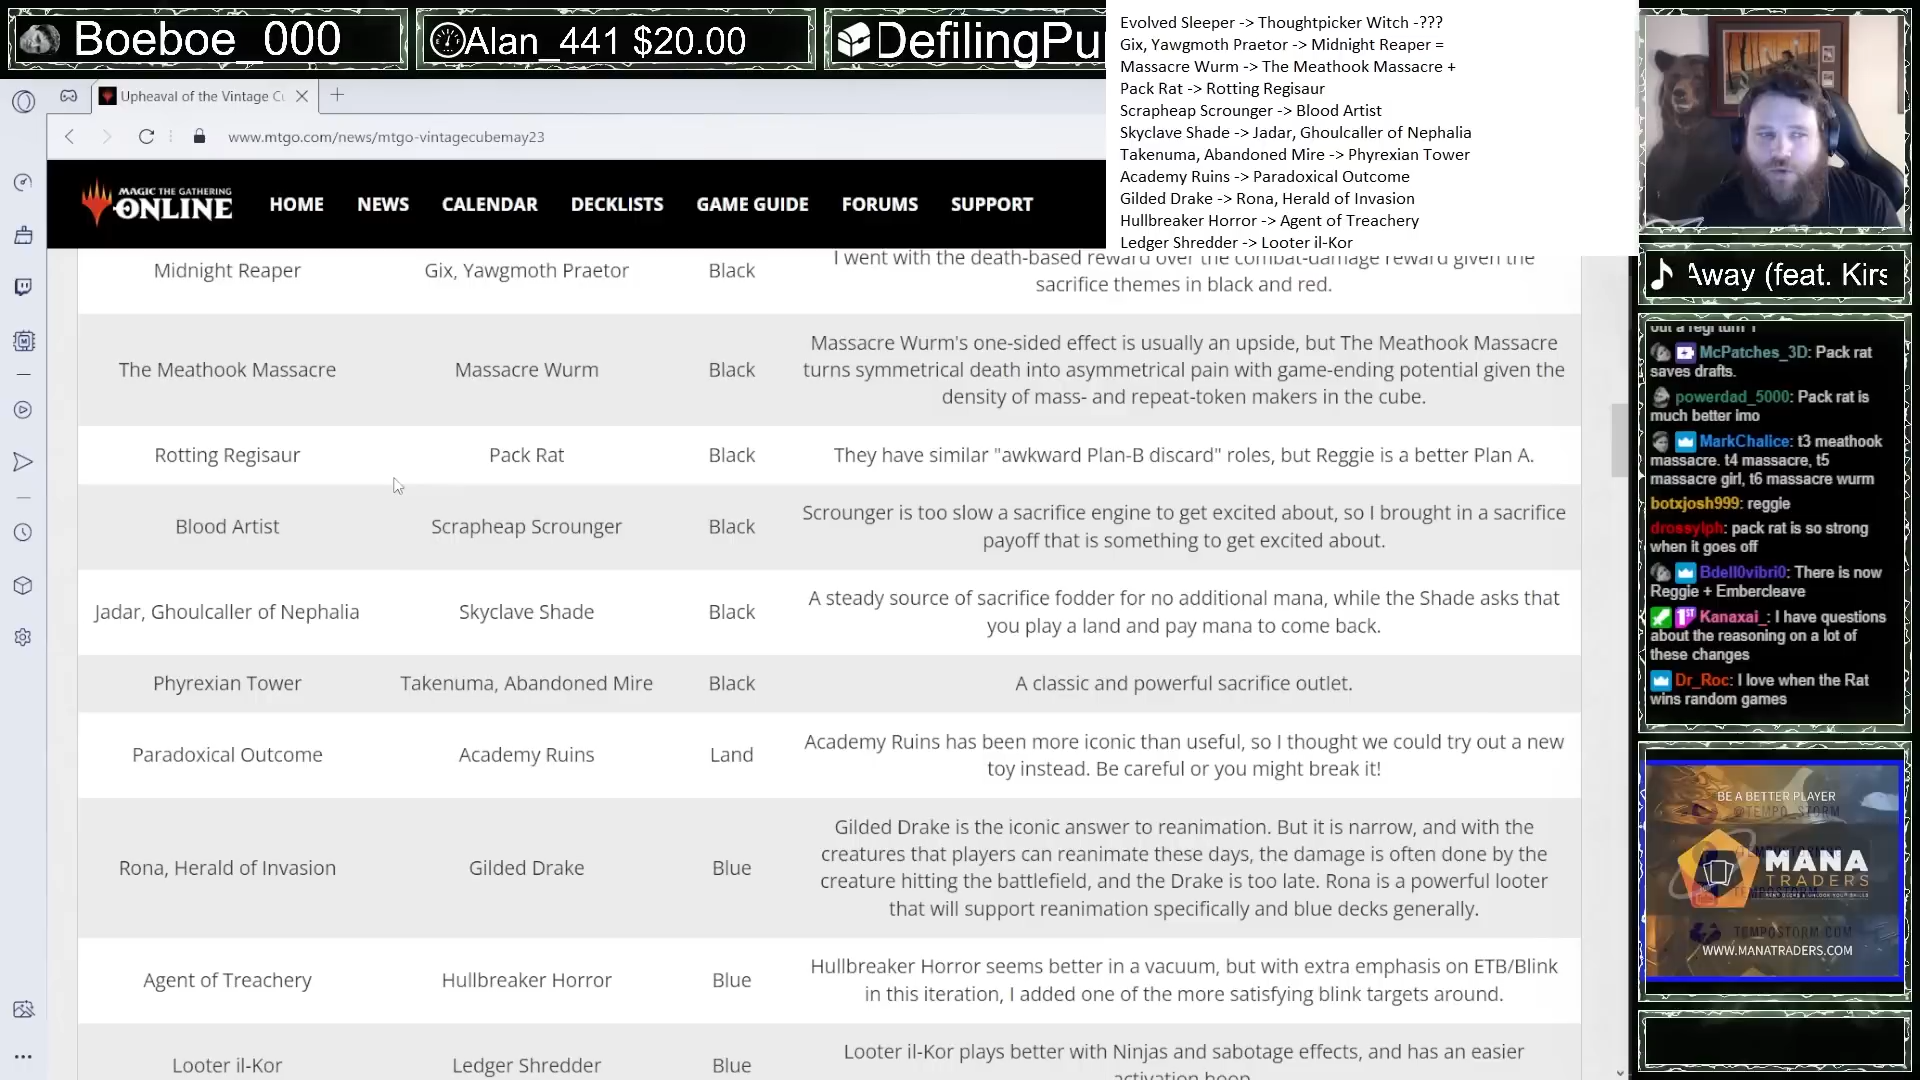 Boeboe_000
Alan_441 $20.00
DefilingPu
Evolved Sleeper -> Thoughtpicker Witch -???
Gix, Yawgmoth Praetor -> Midnight Reaper =
Massacre Wurm -> The Meathook Massacre +
Pack Rat -> Rotting Regisaur
Scrapheap Scrounger -> Blood Artist
Skyclave Shade -> Jadar, Ghoulcaller of Nephalia
Takenuma, Abandoned Mire -> Phyrexian Tower
Academy Ruins -> Paradoxical Outcome
Gilded Drake -> Rona, Herald of Invasion
Hullbreaker Horror -> Agent of Treachery
Ledger Shredder -> Looter il-Kor
Upheaval of the Vintage Cu
www.mtgo.com/news/mtgo-vintagecubemay23
MAGIC THE GATHERING
ONLINE
HOME NEWS CALENDAR DECKLISTS GAME GUIDE FORUMS SUPPORT
Midnight Reaper Gix, Yawgmoth Praetor Black
I went with the death-based reward over the combat-damage reward given the
sacrifice themes in black and red.
The Meathook Massacre Massacre Wurm Black
Massacre Wurm's one-sided effect is usually an upside, but The Meathook Massacre
turns symmetrical death into asymmetrical pain with game-ending potential given the
density of mass- and repeat-token makers in the cube.
Rotting Regisaur Pack Rat Black
They have similar "awkward Plan-B discard" roles, but Reggie is a better Plan A.
Blood Artist Scrapheap Scrounger Black
Scrounger is too slow a sacrifice engine to get excited about, so I brought in a sacrifice
payoff that is something to get excited about.
Jadar, Ghoulcaller of Nephalia Skyclave Shade Black
A steady source of sacrifice fodder for no additional mana, while the Shade asks that
you play a land and pay mana to come back.
Phyrexian Tower Takenuma, Abandoned Mire Black
A classic and powerful sacrifice outlet.
Paradoxical Outcome Academy Ruins Land
Academy Ruins has been more iconic than useful, so I thought we could try out a new
toy instead. Be careful or you might break it!
Rona, Herald of Invasion Gilded Drake Blue
Gilded Drake is the iconic answer to reanimation. But it is narrow, and with the
creatures that players can reanimate these days, the damage is often done by the
creature hitting the battlefield, and the Drake is too late. Rona is a powerful looter
that will support reanimation specifically and blue decks generally.
Agent of Treachery Hullbreaker Horror Blue
Hullbreaker Horror seems better in a vacuum, but with extra emphasis on ETB/Blink
in this iteration, I added one of the more satisfying blink targets around.
Looter il-Kor Ledger Shredder Blue
Looter il-Kor plays better with Ninjas and sabotage effects, and has an easier
activation hoop.
Away (feat. Kirs
McPatches_3D: Pack rat
saves drafts.
powerdad_5000: Pack rat is
much better imo
MarkChalice: t3 meathook
massacre. t4 massacre, t5
massacre girl, t6 massacre wurm
botxjosh999: reggie
drossylph: pack rat is so strong
when it goes off
Bdell0vibri0: There is now
Reggie + Embercleave
1ST Kanaxai_: I have questions
about the reasoning on a lot of
these changes
Dr_Roc: I love when the Rat
wins random games
BE A BETTER PLAYER
@TEMPO_STORM
MANA
TRADERS
TEMPOSTORM.COM
WWW.MANATRADERS.COM